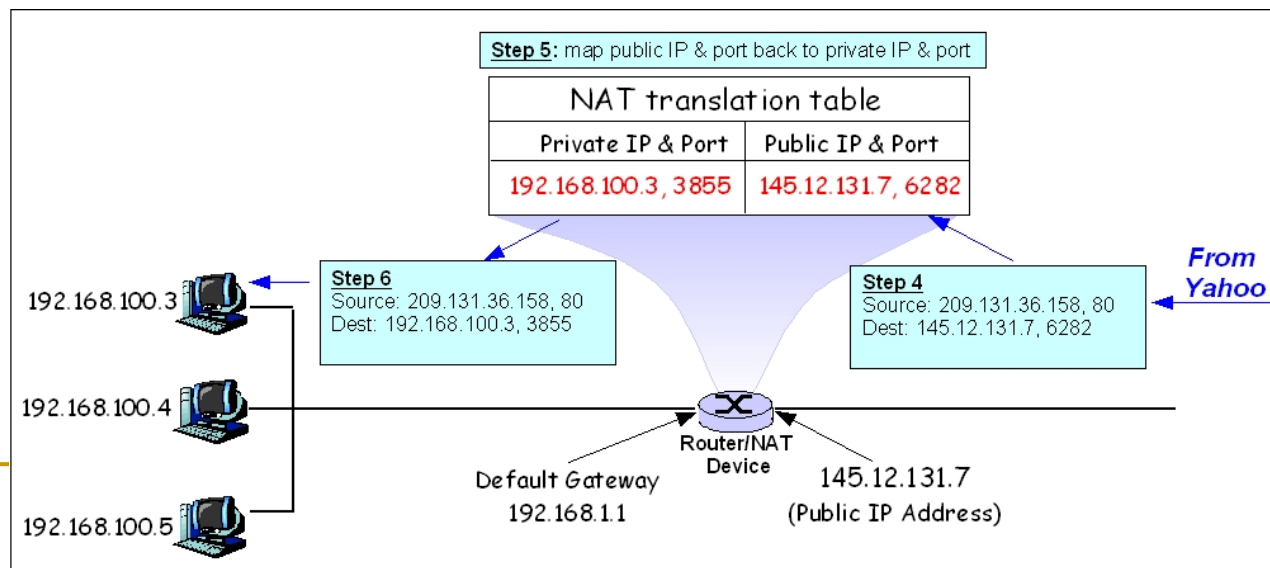 Step 5: map public IP & port back to private IP & port
NAT translation table
Private IP & Port
Public IP & Port
192.168.100.3, 3855
145.12.131.7, 6282
From
Yahoo
Step 4
Source: 209.131.36.158, 80
Dest: 145.12.131.7, 6282
Step 6
Source: 209.131.36.158, 80
Dest: 192.168.100.3, 3855
192.168.100.3
192.168.100.4
192.168.100.5
Router/NAT
Device
Default Gateway
192.168.1.1
145.12.131.7
(Public IP Address)